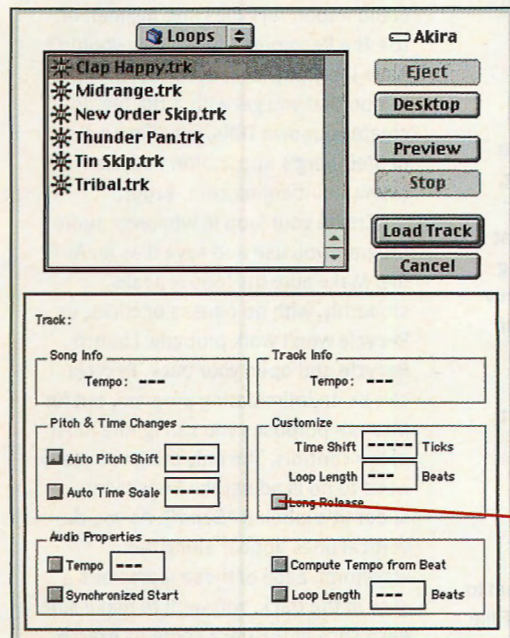 Loops
Akira
Clap Happy.trk
Midrange.trk
New Order Skip.trk
Thunder Pan.trk
Tin Skip.trk
Tribal.trk
Eject
Desktop
Preview
Stop
Load Track
Cancel
Track:
Song Info
Tempo: ---
Track Info
Tempo: ---
Pitch & Time Changes
Auto Pitch Shift ---
Auto Time Scale -----
Customize
Time Shift ----- Ticks
Loop Length ---- Beats
Long Release
Audio Properties
Tempo ---
Synchronized Start
Compute Tempo from Beat
Loop Length ---- Beats